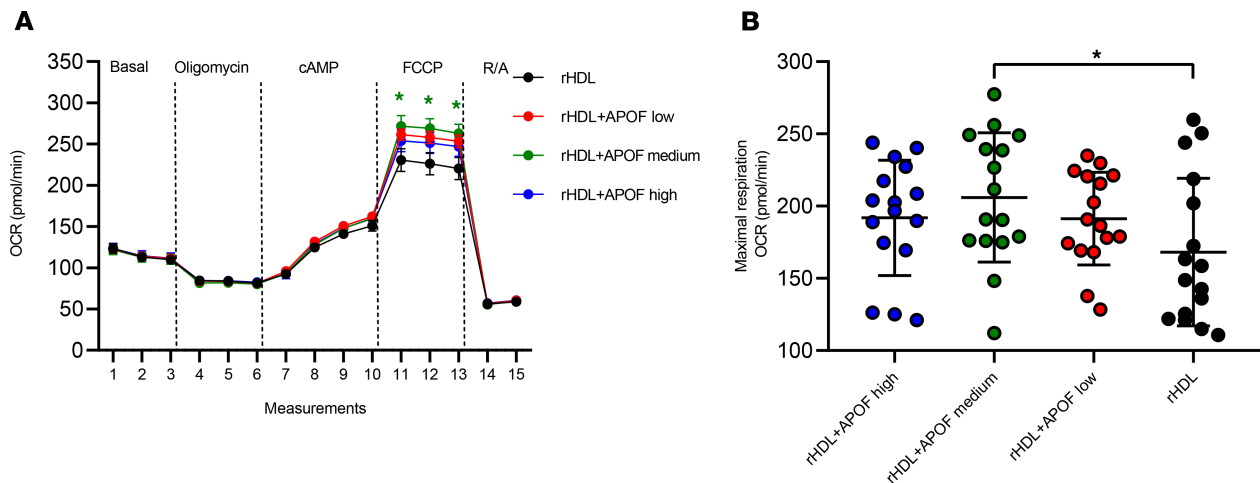 A
Basal Oligomycin cAMP FCCP R/A
350
300
250
200
150
100
50
0
OCR (pmol/min)
* * *
1 2 3 4 5 6 7 8 9 10 11 12 13 14 15
Measurements
rHDL
rHDL+APOF low
rHDL+APOF medium
rHDL+APOF high
B
*
300
250
200
150
100
Maximal respiration
OCR (pmol/min)
rHDL+APOF high
rHDL+APOF medium
rHDL+APOF low
rHDL